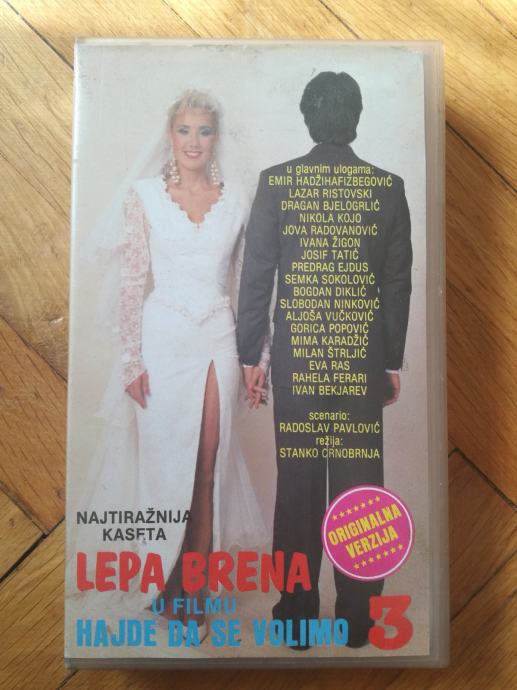 u glavnim ulogama:
EMIR HADŽIHAFIZBEGOVIĆ
LAZAR RISTOVSKI
DRAGAN BJELOGRLIĆ
NIKOLA KOJO
JOVA RADOVANOVIĆ
IVANA ŽIGON
JOSIF TATIĆ
PREDRAG EJDUS
SEMKA SOKOLOVIĆ
BOGDAN DIKLIĆ
SLOBODAN NINKOVIĆ
ALJOŠA VUČKOVIĆ
GORICA POPOVIĆ
MIMA KARADŽIĆ
MILAN ŠTRLJIĆ
EVA RAS
RAHELA FERARI
IVAN BEKJAREV
scenario:
RADOSLAV PAVLOVIĆ
režija:
STANKO CRNOBRNJA
ORIGINALNA
VERZIJA
NAJTIRAŽNIJA
KASETA
LEPA BRENA
U FILMU
HAJDE DA SE VOLIMO 3